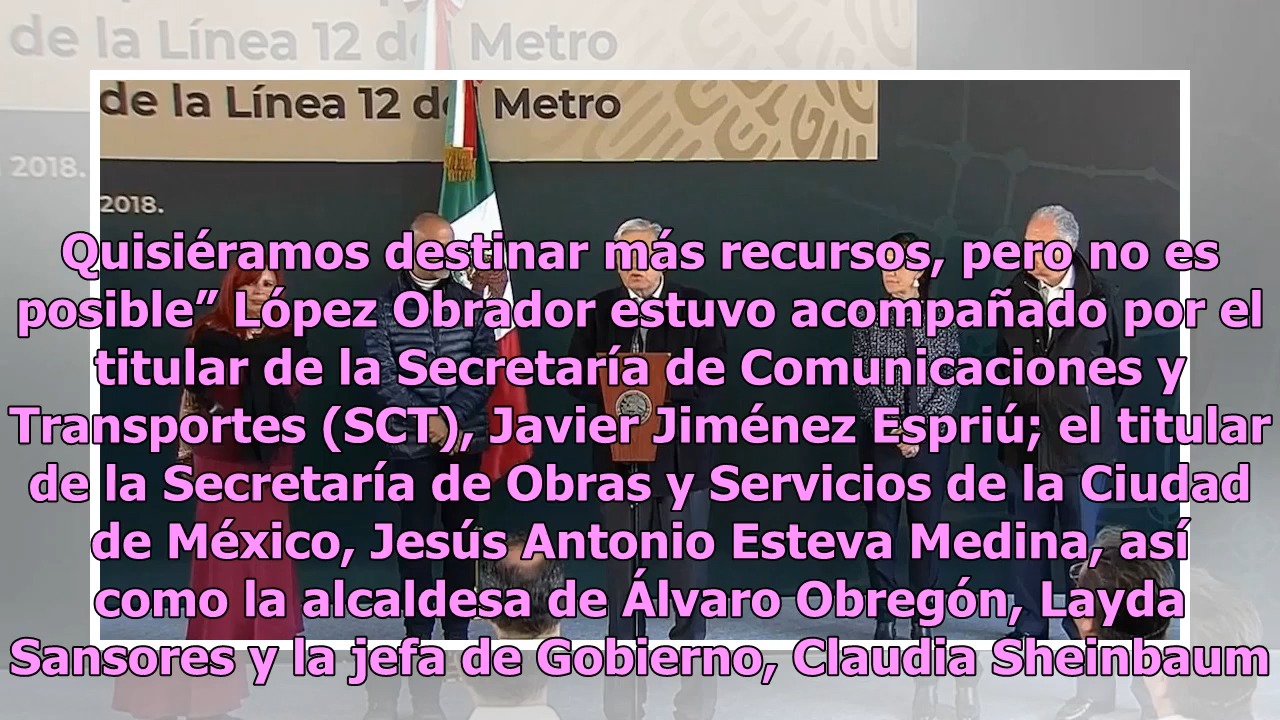 de la Línea 12 del Metro
de la Línea 12 del Metro
2018.
2018.
Quisiéramos destinar más recursos, pero no es
posible” López Obrador estuvo acompañado por el
titular de la Secretaría de Comunicaciones y
Transportes (SCT), Javier Jiménez Espriú; el titular
de la Secretaría de Obras y Servicios de la Ciudad
de México, Jesús Antonio Esteva Medina, así
como la alcaldesa de Álvaro Obregón, Layda
Sansores y la jefa de Gobierno, Claudia Sheinbaum